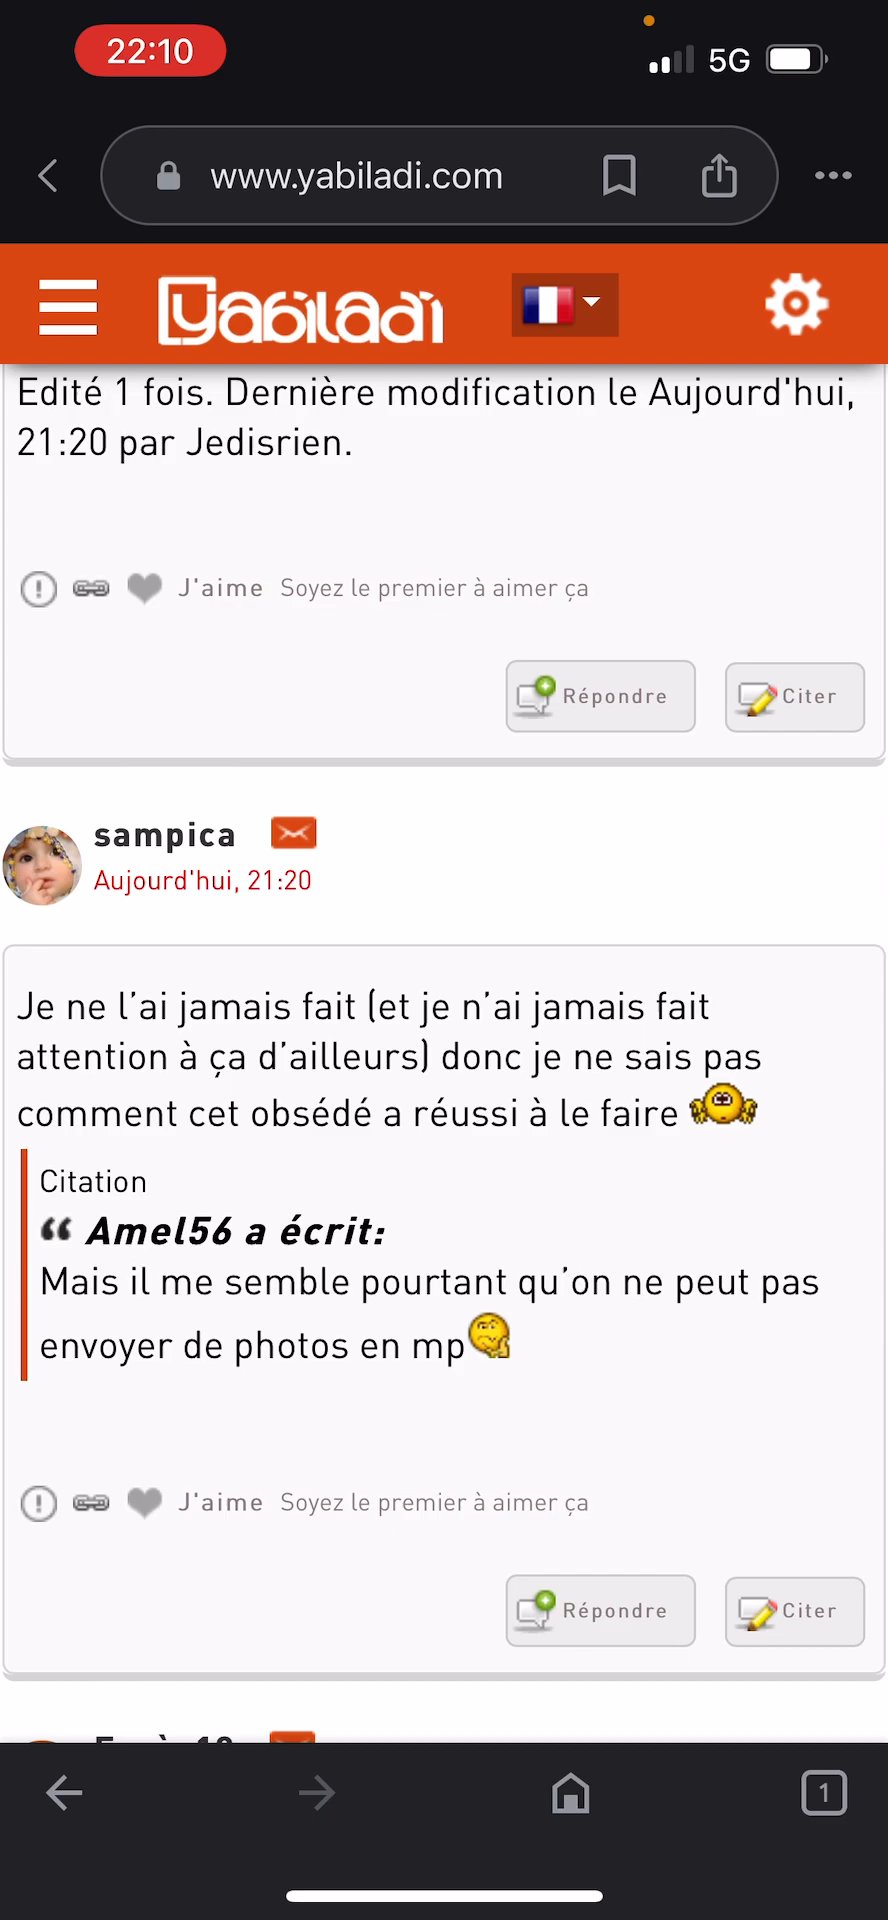 22:10
5G
www.yabiladi.com
yabiladi
Edité 1 fois. Dernière modification le Aujourd'hui,
21:20 par Jedisrien.
J'aime Soyez le premier à aimer ça
Répondre Citer
sampica
Aujourd'hui, 21:20
Je ne l’ai jamais fait (et je n’ai jamais fait
attention à ça d’ailleurs) donc je ne sais pas
comment cet obsédé a réussi à le faire
Citation
“ Amel56 a écrit:
Mais il me semble pourtant qu’on ne peut pas
envoyer de photos en mp
J'aime Soyez le premier à aimer ça
Répondre Citer
1